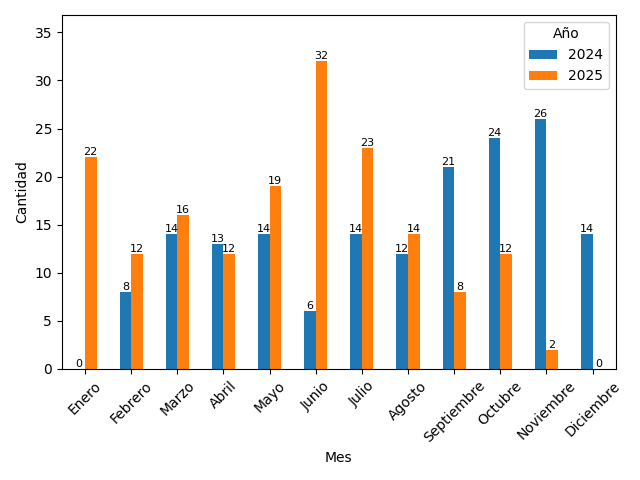 Año
2024
2025
Cantidad
35
30
25
20
15
10
5
0
0 22
8 12
14 16
13 12
14 19
6 32
14 23
12 14
21 8
24 12
26 2
14 0
Enero
Febrero
Marzo
Abril
Mayo
Junio
Julio
Agosto
Septiembre
Octubre
Noviembre
Diciembre
Mes